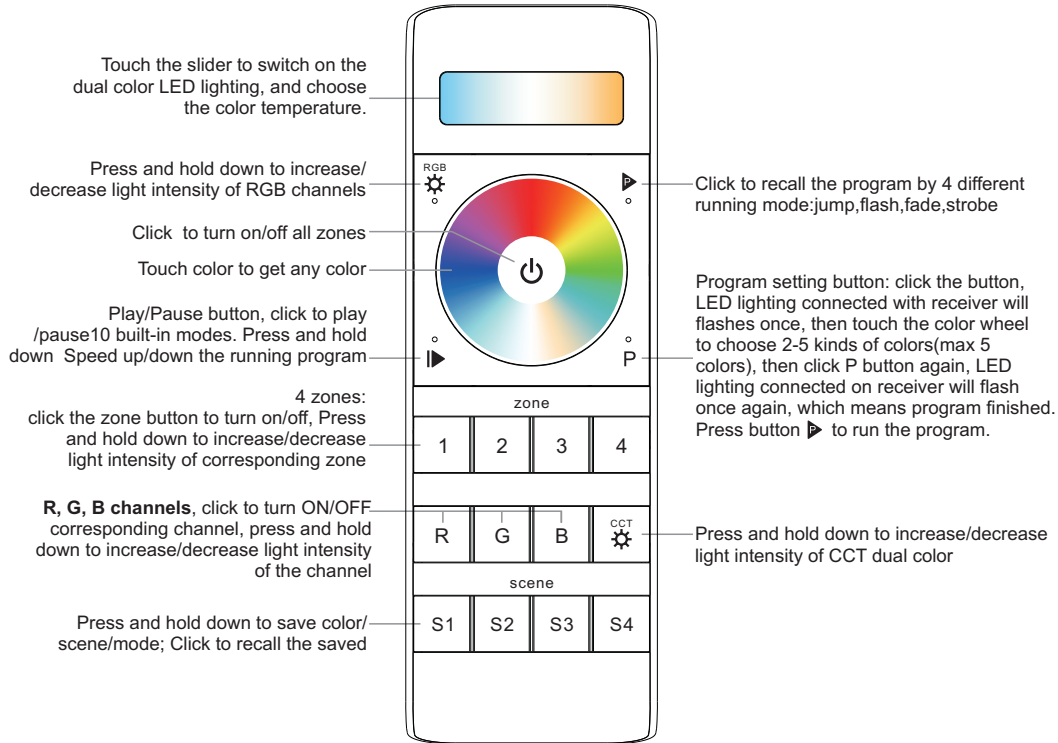 Touch the slider to switch on the
dual color LED lighting, and choose
the color temperature.
RGB
Press and hold down to increase/
decrease light intensity of RGB channels
P
Click to recall the program by 4 different
running mode:jump,flash,fade,strobe
Click to turn on/off all zones
Touch color to get any color
Play/Pause button, click to play
/pause10 built-in modes. Press and hold
down Speed up/down the running program
P
Program setting button: click the button,
LED lighting connected with receiver will
flashes once, then touch the color wheel
to choose 2-5 kinds of colors(max 5
colors), then click P button again, LED
lighting connected on receiver will flash
once again, which means program finished.
Press button P to run the program.
4 zones:
click the zone button to turn on/off, Press
and hold down to increase/decrease
light intensity of corresponding zone
zone
1 2 3 4
R, G, B channels, click to turn ON/OFF
corresponding channel, press and hold
down to increase/decrease light intensity
of the channel
R G B CCT
Press and hold down to increase/decrease
light intensity of CCT dual color
scene
Press and hold down to save color/
scene/mode; Click to recall the saved
S1 S2 S3 S4